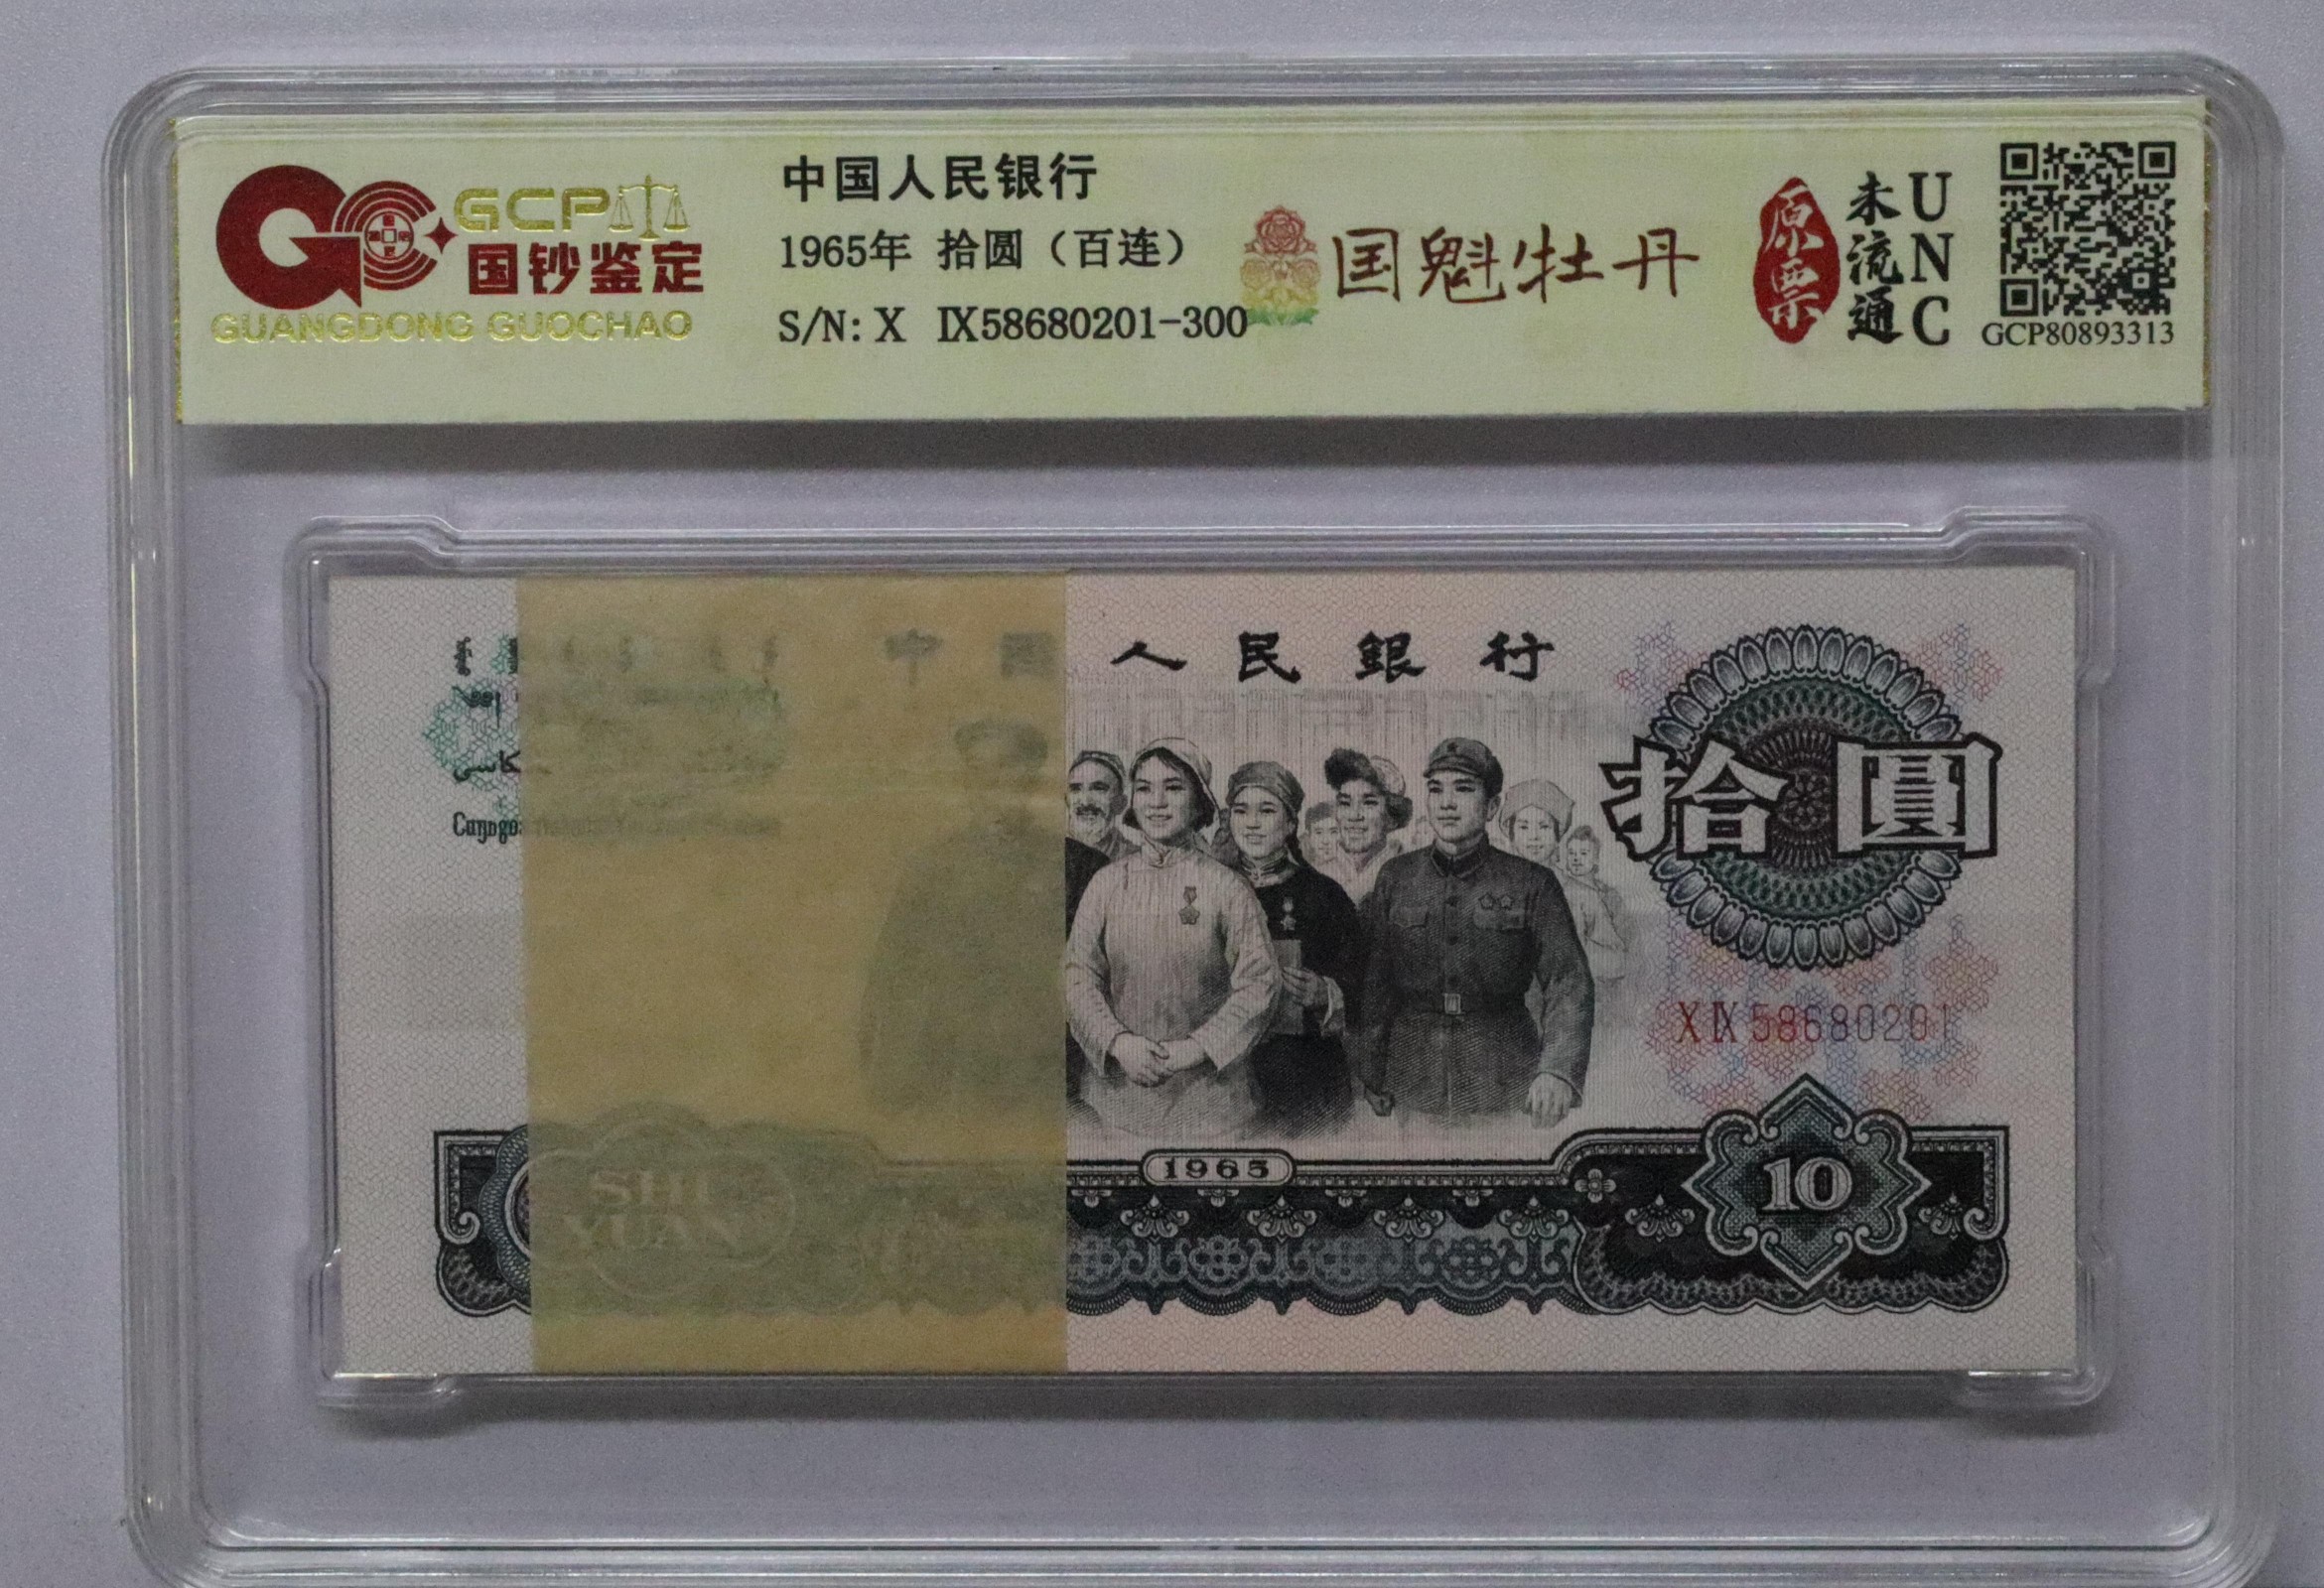 GCP
国钞鉴定
GUANGDONG GUOCHAO
中国人民银行
1965年 拾圆（百连）
S/N: X Ⅸ58680201-300
国魁牡丹
原票
未流通
UNC
GCP80893313
中国人民銀行
拾圓
XⅨ58680201
SHI
YUAN
1965
10